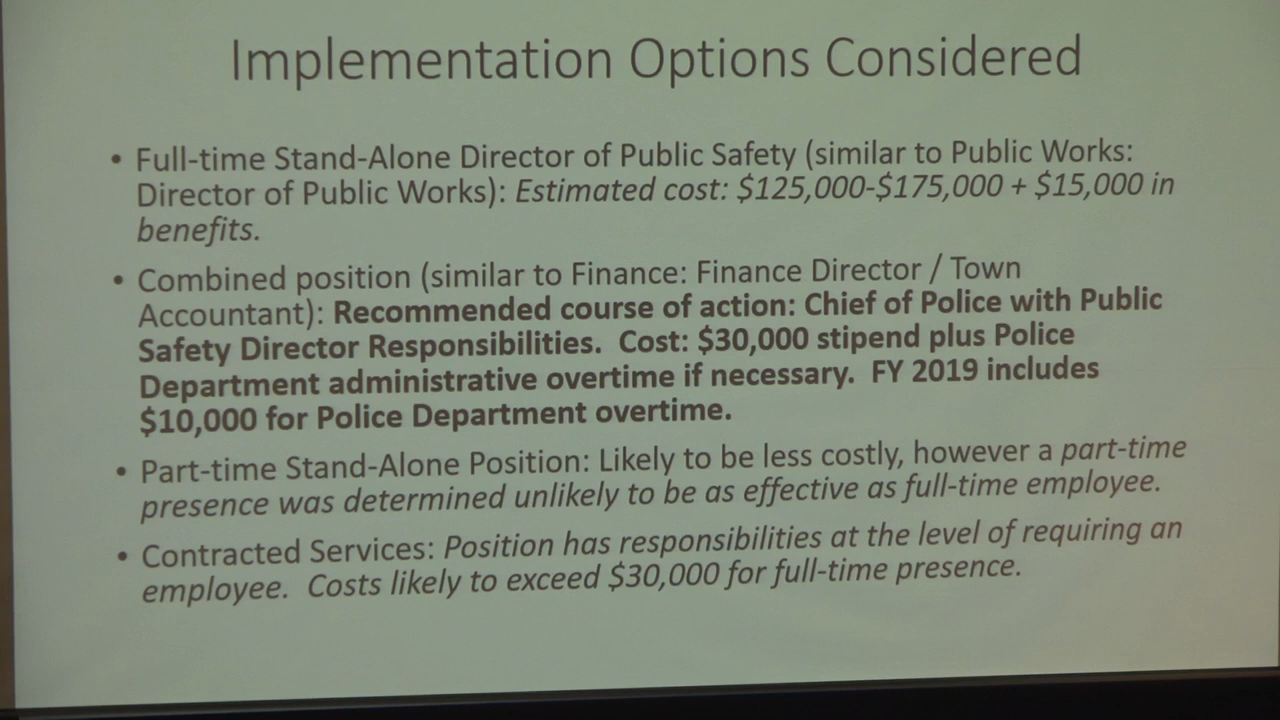 Implementation Options Considered
• Full-time Stand-Alone Director of Public Safety (similar to Public Works:
Director of Public Works): Estimated cost: $125,000-$175,000 + $15,000 in
benefits.
• Combined position (similar to Finance: Finance Director / Town
Accountant): Recommended course of action: Chief of Police with Public
Safety Director Responsibilities.  Cost: $30,000 stipend plus Police
Department administrative overtime if necessary.  FY 2019 includes
$10,000 for Police Department overtime.
• Part-time Stand-Alone Position: Likely to be less costly, however a part-time
presence was determined unlikely to be as effective as full-time employee.
• Contracted Services: Position has responsibilities at the level of requiring an
employee.  Costs likely to exceed $30,000 for full-time presence.